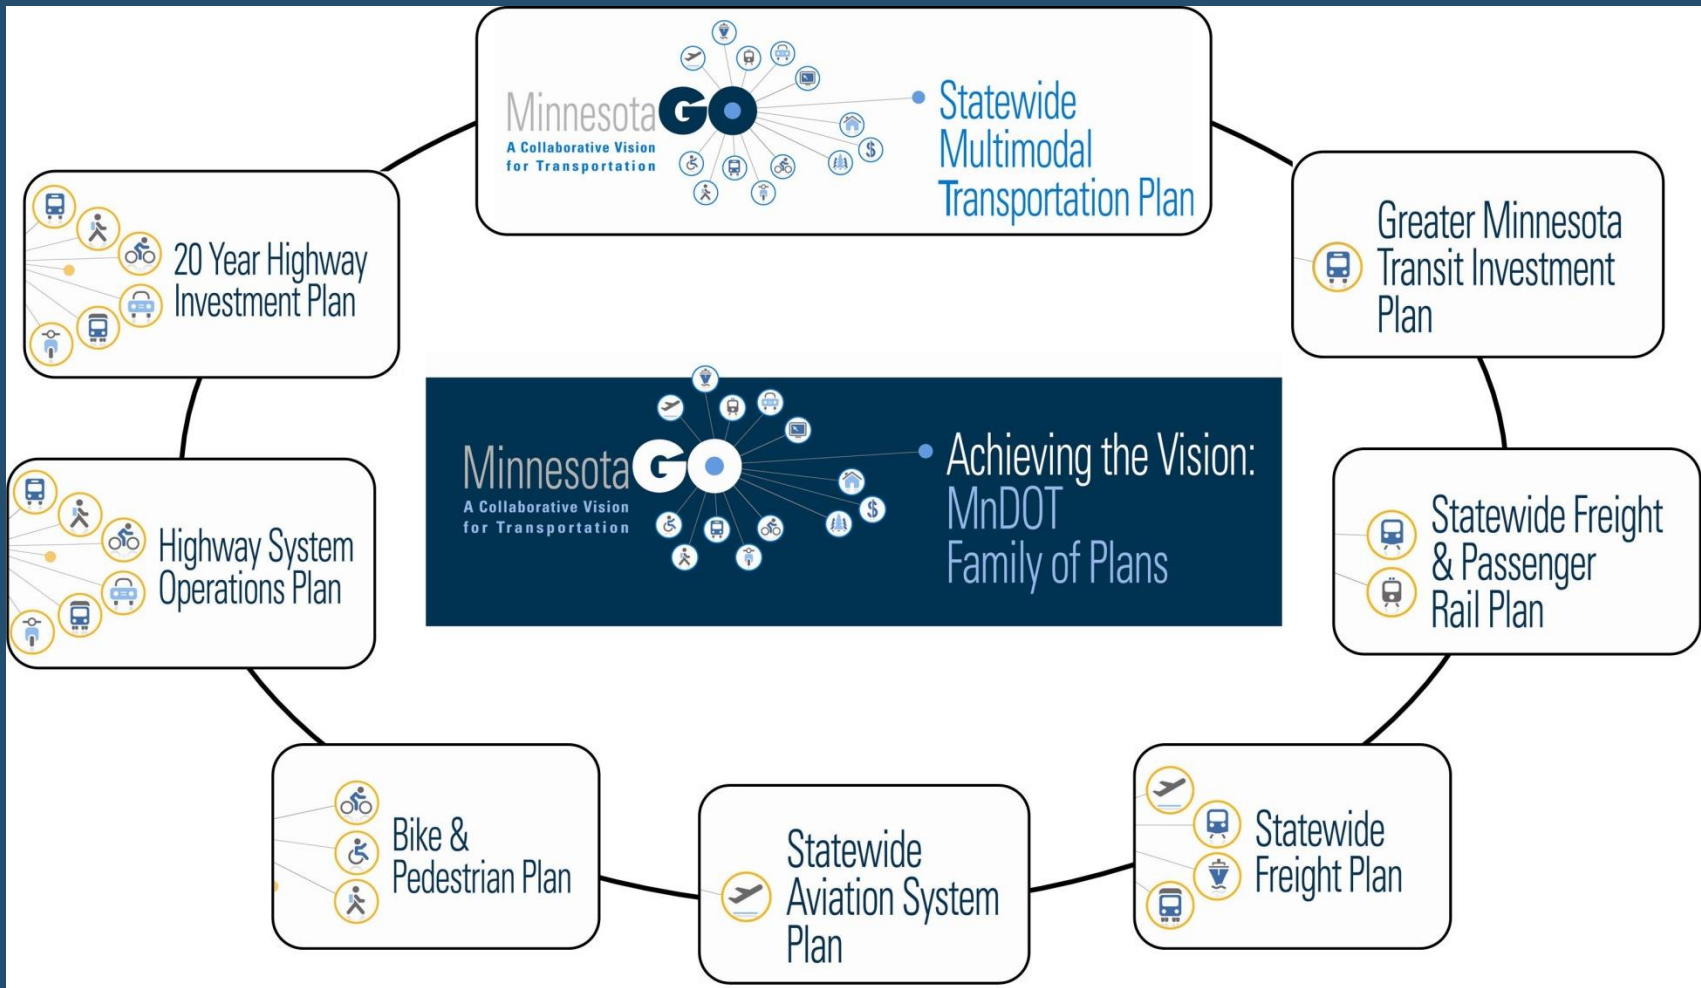 Minnesota GO
A Collaborative Vision
for Transportation
Statewide
Multimodal
Transportation Plan
20 Year Highway
Investment Plan
Greater Minnesota
Transit Investment
Plan
Minnesota GO
A Collaborative Vision
for Transportation
Achieving the Vision:
MnDOT
Family of Plans
Highway System
Operations Plan
Statewide Freight
& Passenger
Rail Plan
Bike &
Pedestrian Plan
Statewide
Aviation System
Plan
Statewide
Freight Plan